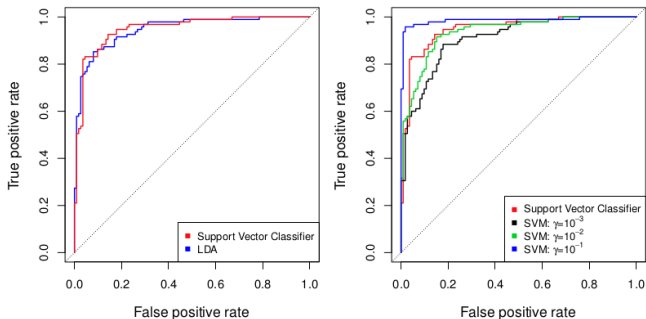 True positive rate
0.0 0.2 0.4 0.6 0.8 1.0
Support Vector Classifier
LDA
0.0 0.2 0.4 0.6 0.8 1.0
False positive rate
True positive rate
0.0 0.2 0.4 0.6 0.8 1.0
Support Vector Classifier
SVM: γ=10⁻³
SVM: γ=10⁻²
SVM: γ=10⁻¹
0.0 0.2 0.4 0.6 0.8 1.0
False positive rate